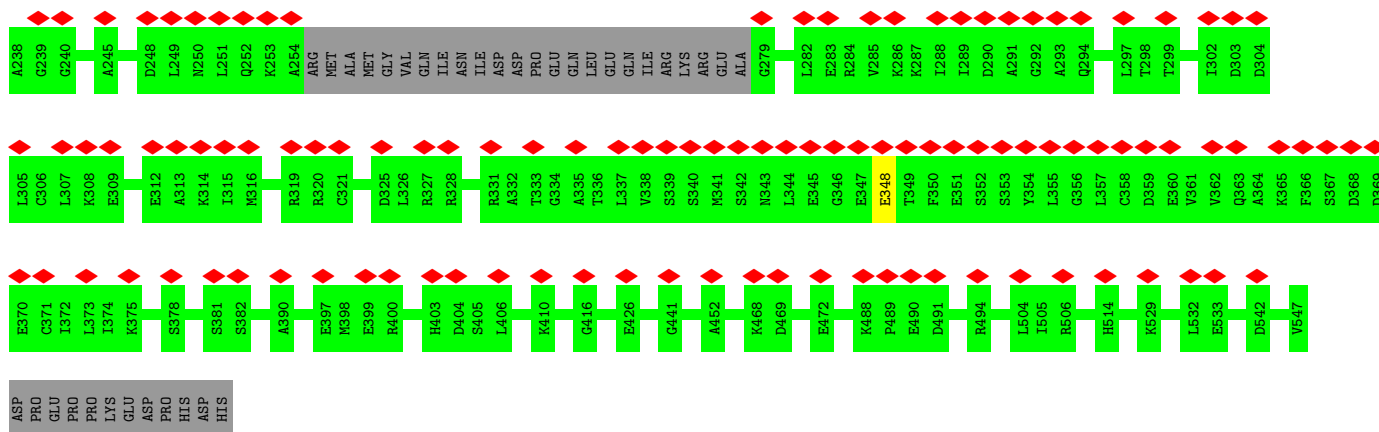 A238 G239 G240 A245 D248 L249 N250 L251 Q252 K253 A254 ARG MET ALA MET GLY VAL GLN ILE ASN ILE ASP ASP PRO GLU GLN LEU GLU GLN ILE ARG LYS ARG GLU ALA G279 L282 E283 R284 V285 K286 K287 I288 I289 D290 A291 G292 A293 Q294 L297 T298 T299 I302 D303 D304
L305 C306 L307 K308 E309 E312 A313 K314 I315 M316 R319 R320 C321 D325 L326 R327 R328 R331 A332 T333 G334 A335 T336 L337 V338 S339 S340 M341 S342 N343 L344 E345 G346 E347 E348 T349 F350 E351 S352 S353 Y354 L355 G356 L357 C358 D359 E360 V361 V362 Q363 A364 K365 F366 S367 D368 D369
E370 C371 I372 L373 I374 K375 S378 S381 S382 A390 E397 M398 E399 R400 H403 D404 S405 L406 K410 G416 E426 G441 A452 K468 D469 E472 K488 P489 E490 D491 R494 L504 I505 R506 H514 K529 L532 E533 D542 V547
ASP PRO GLU PRO PRO LYS GLU ASP PRO HIS ASP HIS